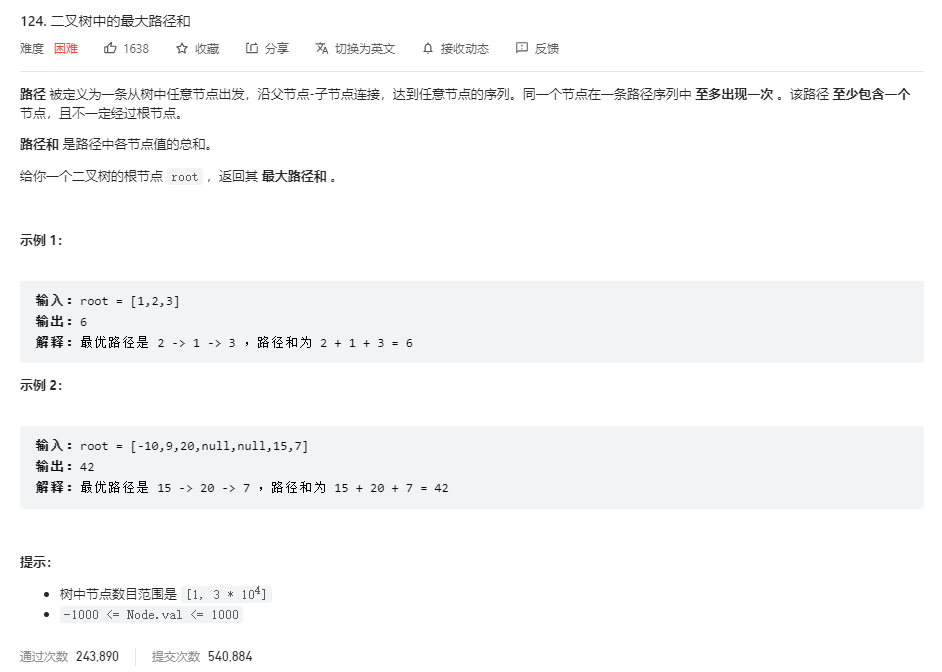 124. 二叉树中的最大路径和
难度 困难 1638 收藏 分享 切换为英文 接收动态 反馈
路径 被定义为一条从树中任意节点出发，沿父节点-子节点连接，达到任意节点的序列。同一个节点在一条路径序列中 至多出现一次 。该路径 至少包含一个
节点，且不一定经过根节点。
路径和 是路径中各节点值的总和。
给你一个二叉树的根节点 root ，返回其 最大路径和 。
示例 1：
输入：root = [1,2,3]
输出：6
解释：最优路径是 2 -> 1 -> 3 ，路径和为 2 + 1 + 3 = 6
示例 2：
输入：root = [-10,9,20,null,null,15,7]
输出：42
解释：最优路径是 15 -> 20 -> 7 ，路径和为 15 + 20 + 7 = 42
提示：
• 树中节点数目范围是 [1, 3 * 10⁴]
• -1000 <= Node.val <= 1000
通过次数 243,890 提交次数 540,884